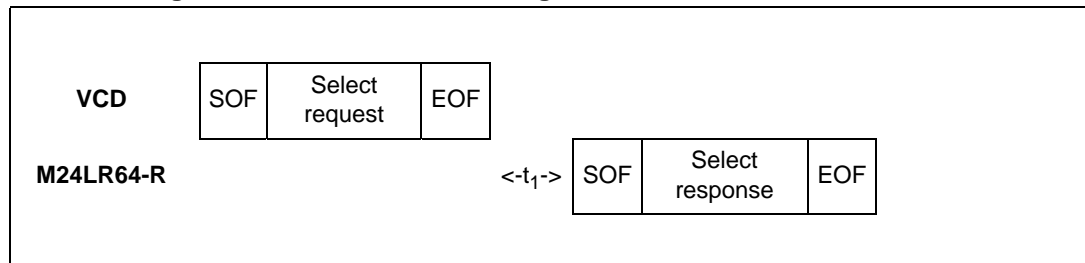 VCD SOF Select request EOF
M24LR64-R <-t1-> SOF Select response EOF